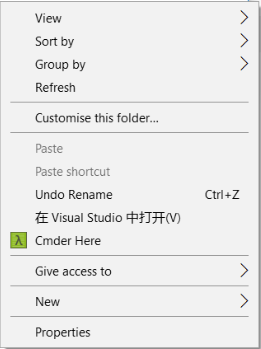 View
Sort by
Group by
Refresh
Customise this folder...
Paste
Paste shortcut
Undo Rename Ctrl+Z
在 Visual Studio 中打开(V)
λ Cmder Here
Give access to
New
Properties